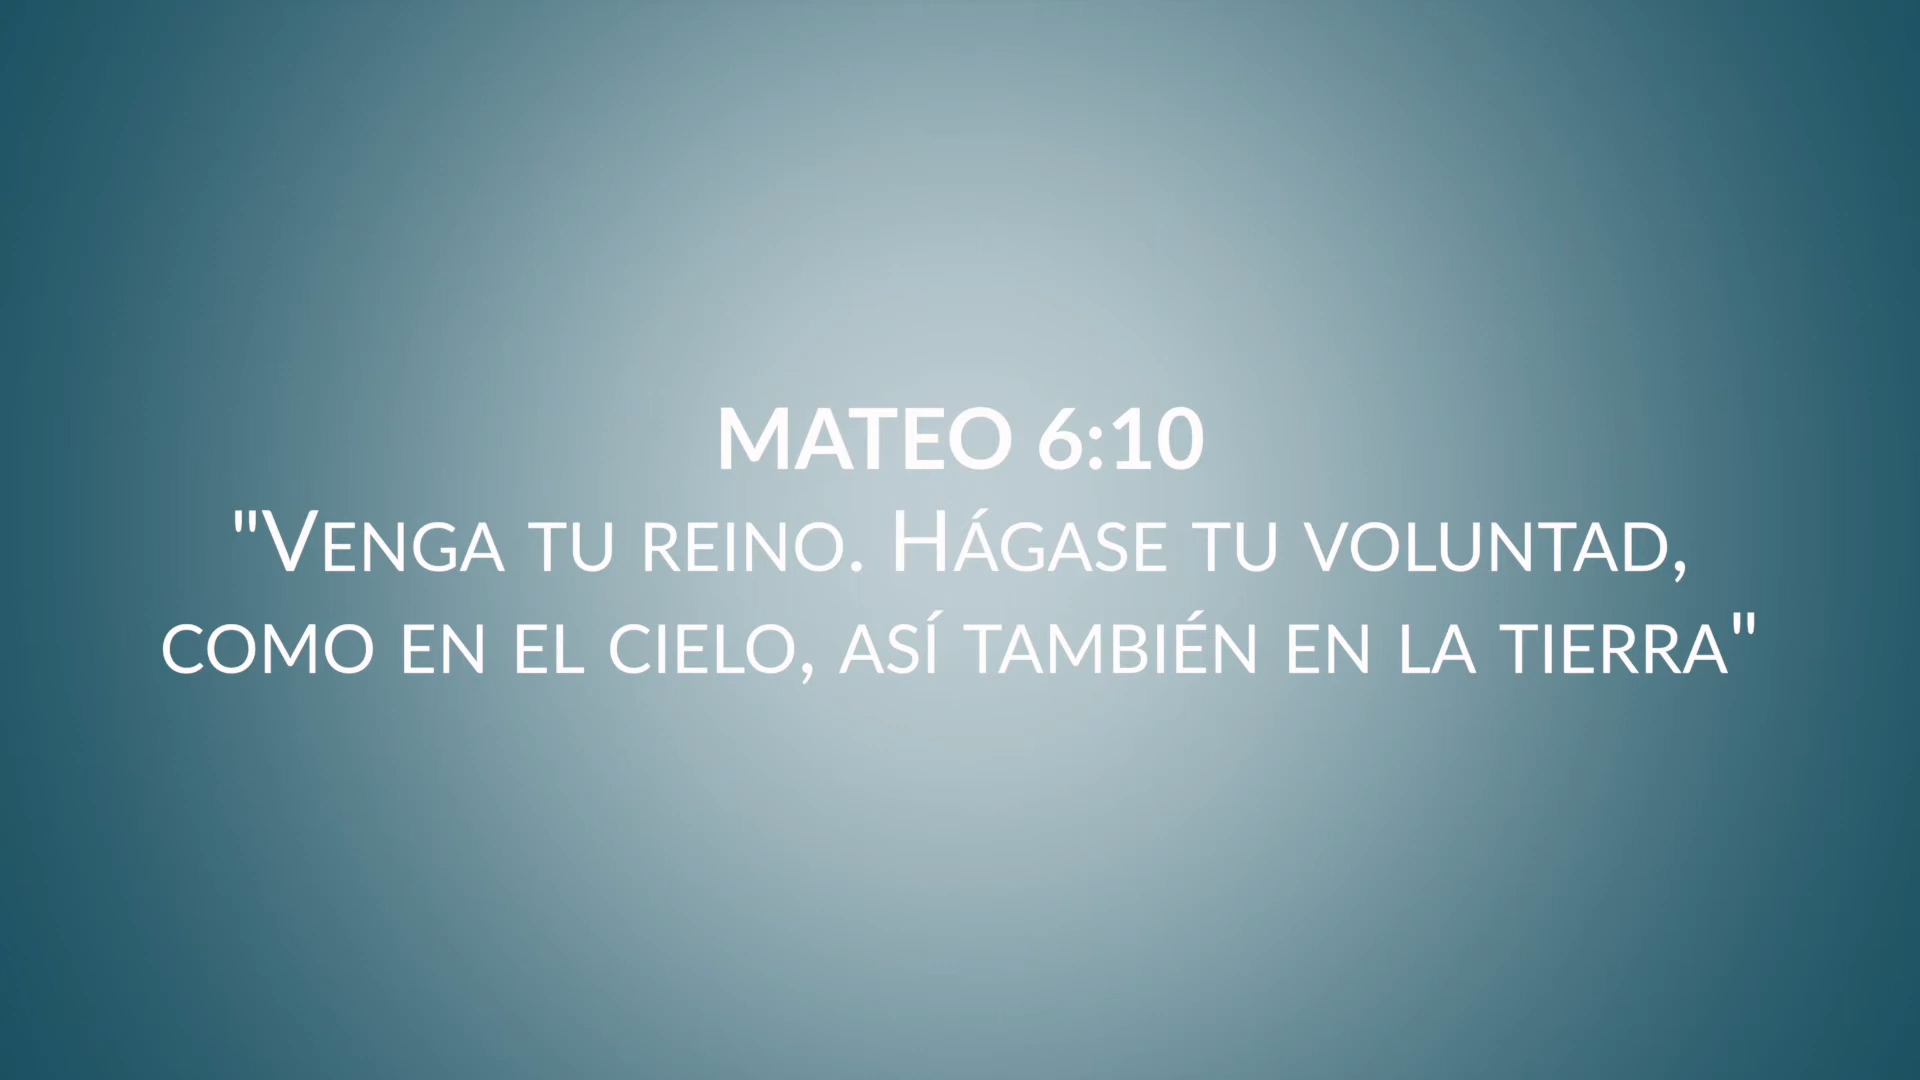 MATEO 6:10
"Venga tu reino. Hágase tu voluntad,
como en el cielo, así también en la tierra"